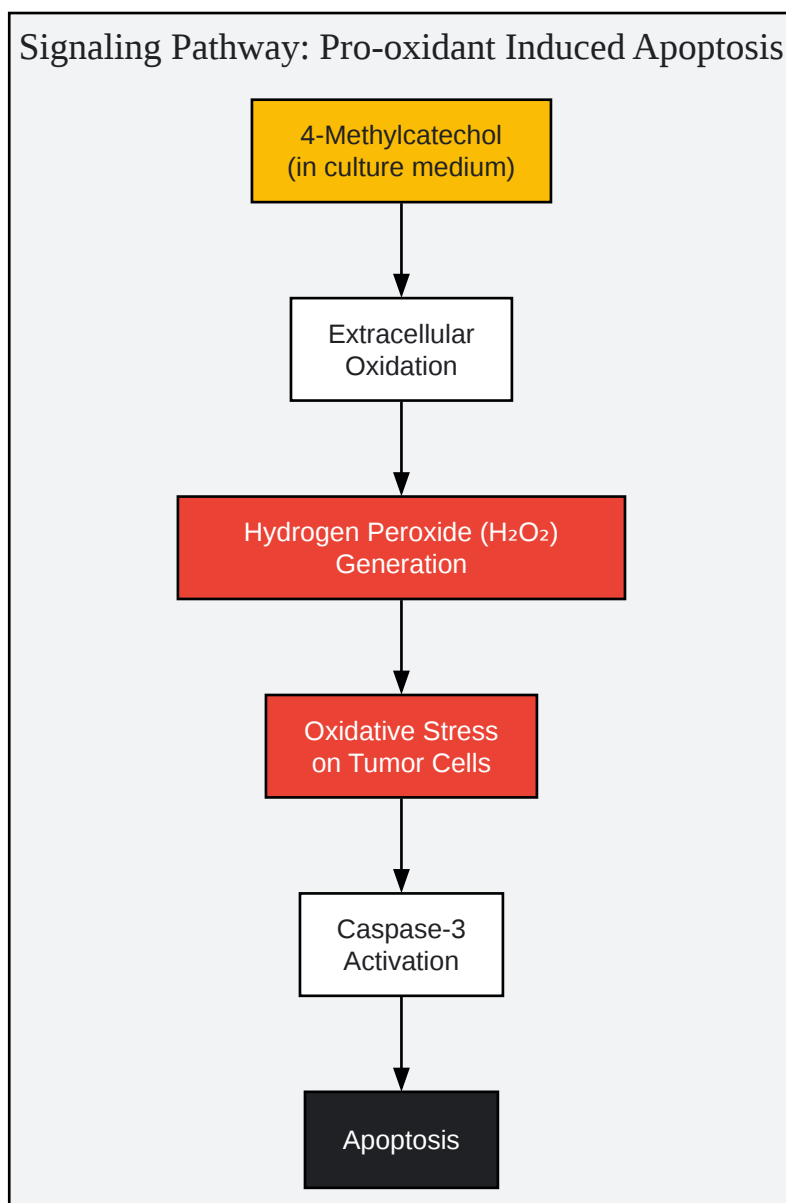 Signaling Pathway: Pro-oxidant Induced Apoptosis
4-Methylcatechol
(in culture medium)
Extracellular
Oxidation
Hydrogen Peroxide (H₂O₂)
Generation
Oxidative Stress
on Tumor Cells
Caspase-3
Activation
Apoptosis